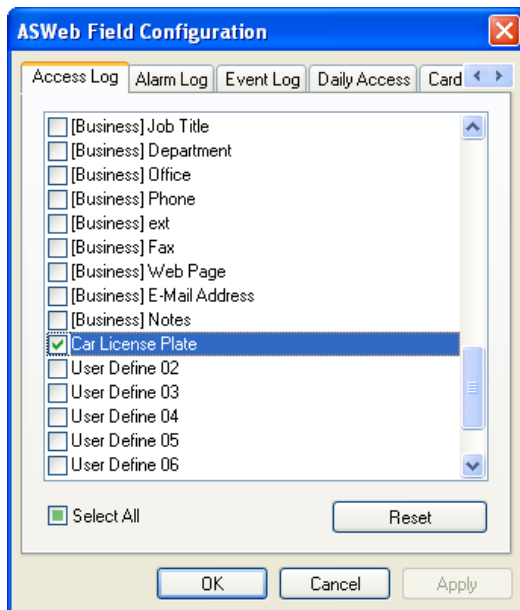 ASWeb Field Configuration
Access Log Alarm Log Event Log Daily Access Card
[Business] Job Title
[Business] Department
[Business] Office
[Business] Phone
[Business] ext
[Business] Fax
[Business] Web Page
[Business] E-Mail Address
[Business] Notes
Car License Plate
User Define 02
User Define 03
User Define 04
User Define 05
User Define 06
Select All Reset
OK Cancel Apply